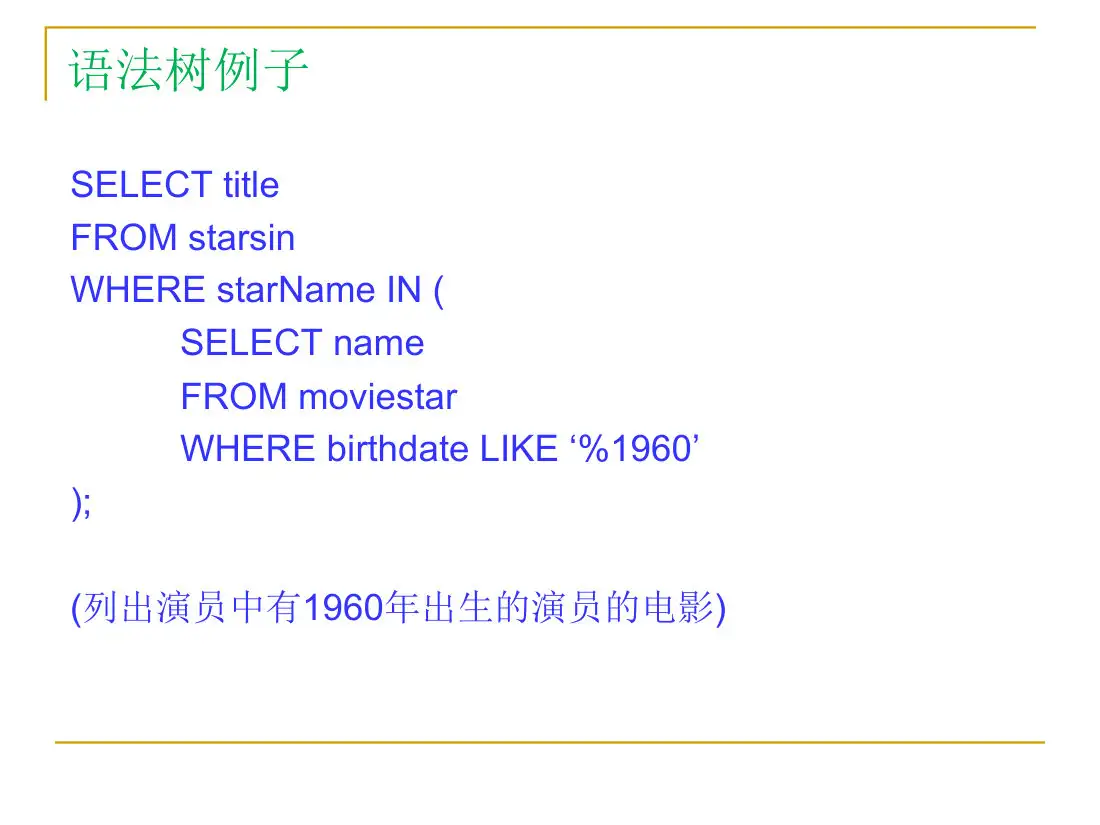 语法树例子
SELECT title
FROM starsin
WHERE starName IN (
SELECT name
FROM moviestar
WHERE birthdate LIKE ‘%1960’
);
(列出演员中有1960年出生的演员的电影)